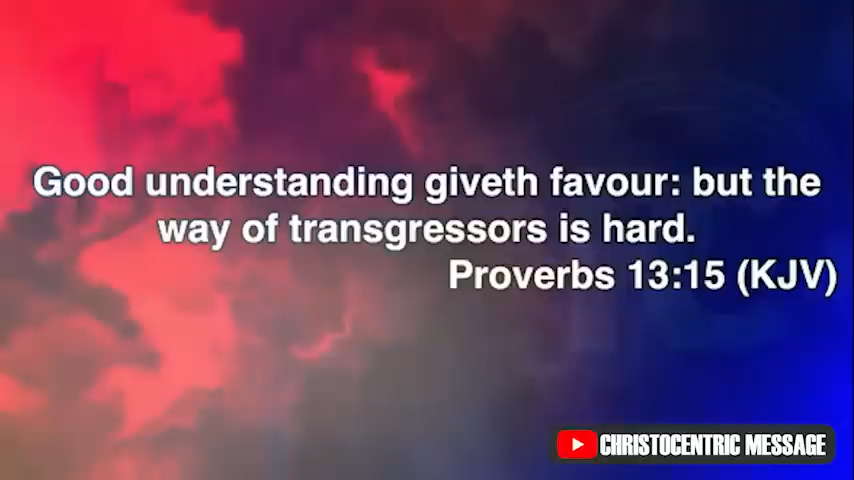 Good understanding giveth favour: but the
way of transgressors is hard.
Proverbs 13:15 (KJV)
CHRISTOCENTRIC MESSAGE